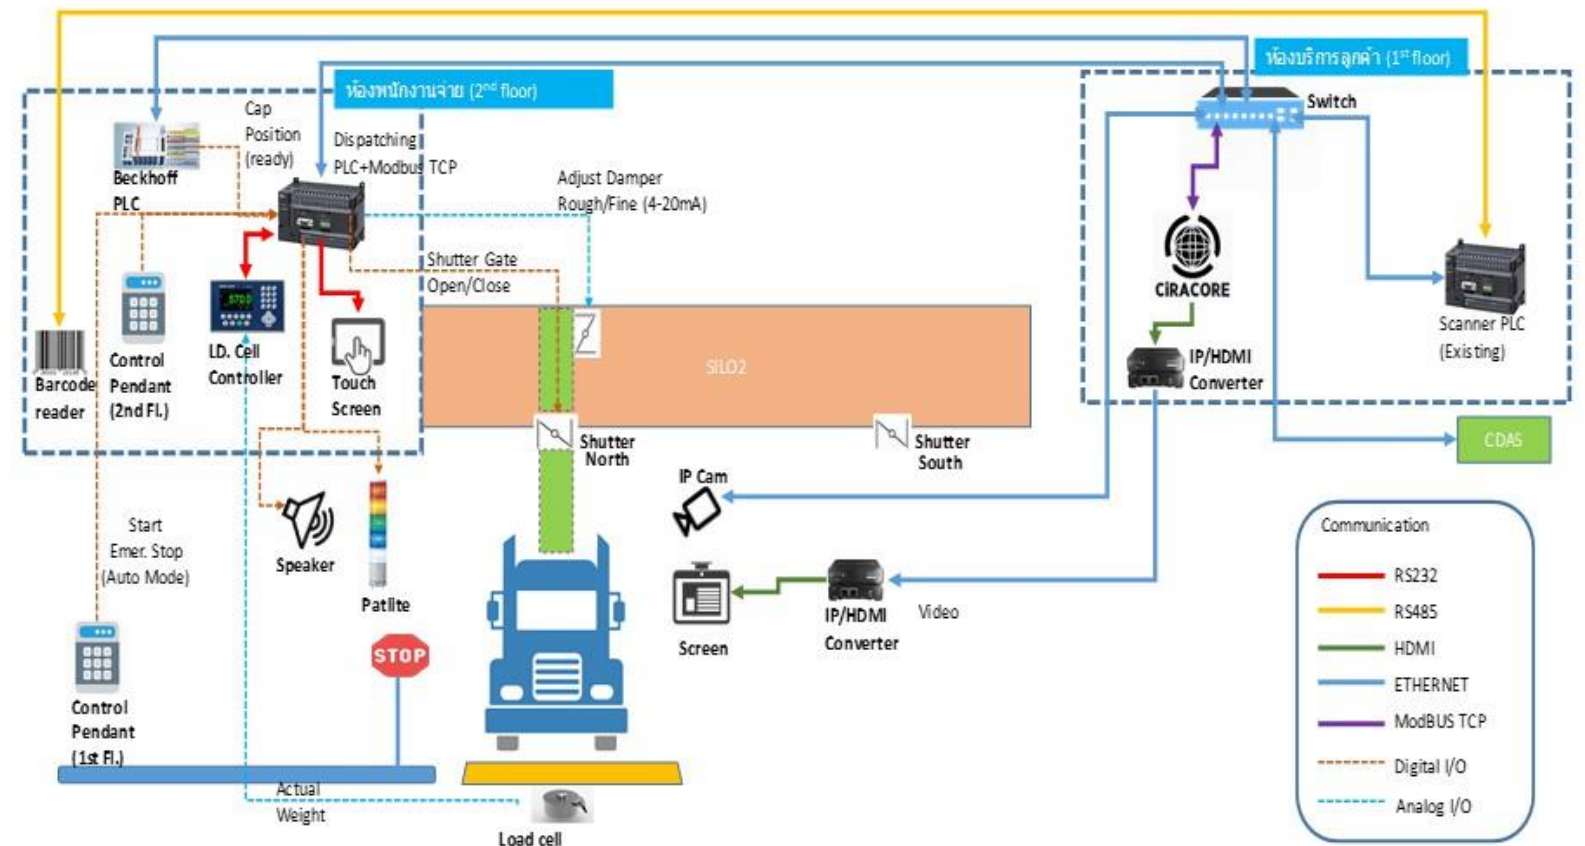 ห้องบริการลูกค้า (1st floor)
ห้องพนักงานจ่าย (2nd floor)
Switch
Cap
Position
(ready)
Dispatching
PLC+Modbus TCP
Beckhoff
PLC
Adjust Damper
Rough/Fine (4-20mA)
Shutter Gate
Open/Close
CiRACORE
Scanner PLC
(Existing)
IP/HDMI
Converter
Barcode
reader
Control
Pendant
(2nd Fl.)
I.D. Cell
Controller
Touch
Screen
SILO2
Shutter
North
Shutter
South
CDAS
IP Cam
Start
Emer. Stop
(Auto Mode)
Speaker
Patlite
Screen
IP/HDMI
Converter
Video
STOP
Control
Pendant
(1st Fl.)
Actual
Weight
Load cell
Communication
RS232
RS485
HDMI
ETHERNET
ModBUS TCP
Digital I/O
Analog I/O